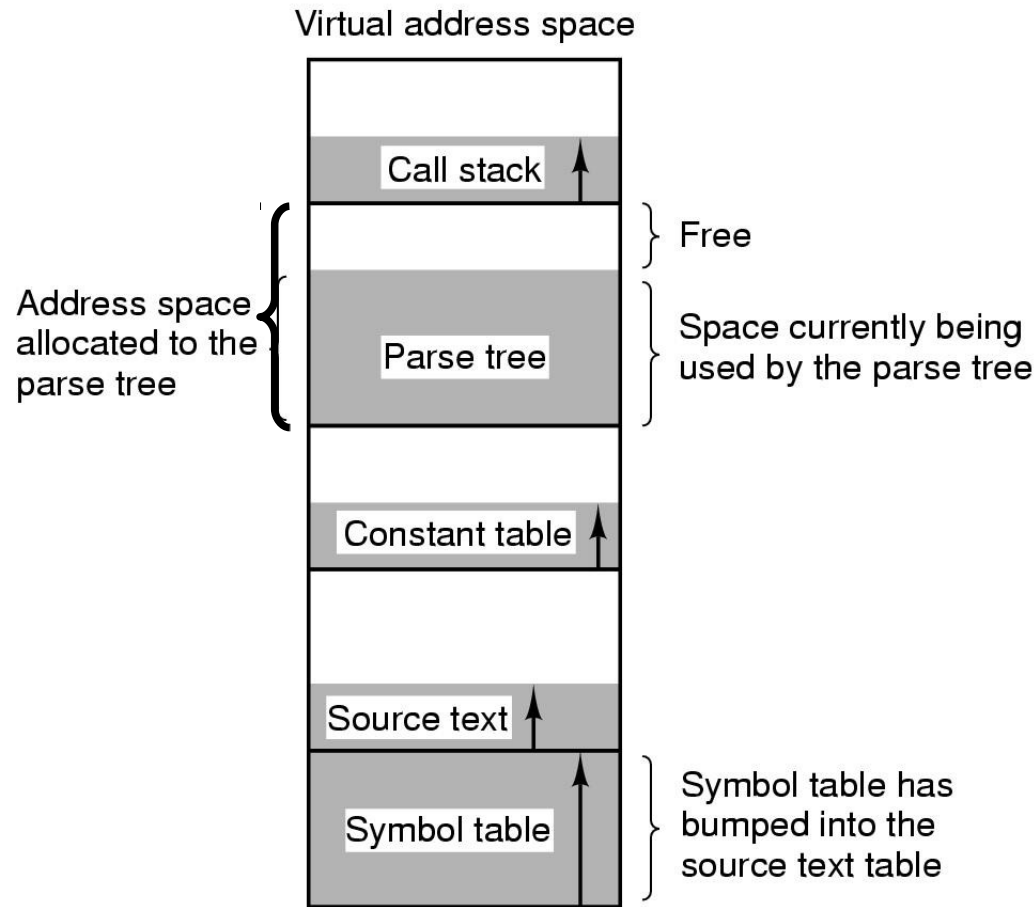 Virtual address space
Call stack
Free
Address space
allocated to the
parse tree
Parse tree
Space currently being
used by the parse tree
Constant table
Source text
Symbol table
Symbol table has
bumped into the
source text table